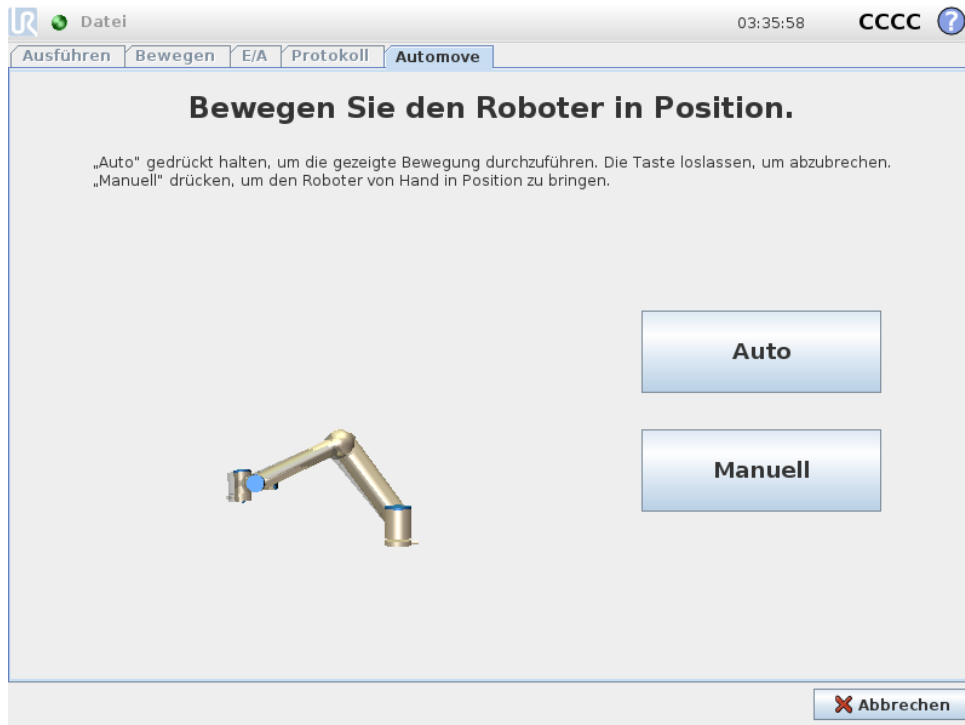 UR Datei 03:35:58 CCCC ?
Ausführen Bewegen E/A Protokoll Automove
Bewegen Sie den Roboter in Position.
„Auto" gedrückt halten, um die gezeigte Bewegung durchzuführen. Die Taste loslassen, um abzubrechen.
„Manuell" drücken, um den Roboter von Hand in Position zu bringen.
Auto
Manuell
Abbrechen